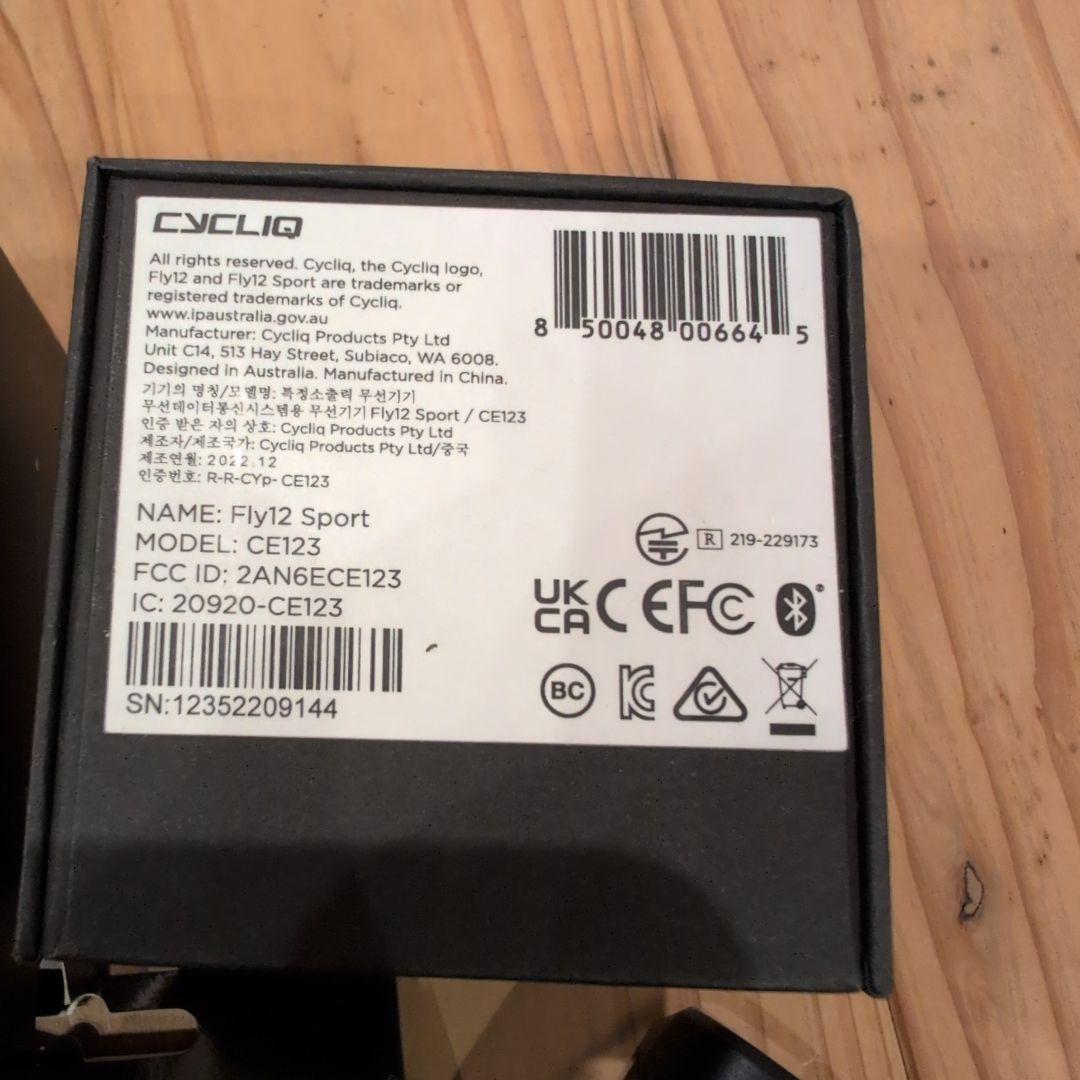 CYCLIQ
All rights reserved. Cycliq, the Cycliq logo,
Fly12 and Fly12 Sport are trademarks or
registered trademarks of Cycliq.
www.ipaustralia.gov.au
Manufacturer: Cycliq Products Pty Ltd
Unit C14, 513 Hay Street, Subiaco, WA 6008.
Designed in Australia. Manufactured in China.
기기의 명칭/모델명: 특정소출력 무선기기
무선데이터통신시스템용 무선기기 Fly12 Sport / CE123
인증 받은 자의 상호: Cycliq Products Pty Ltd
제조자/제조국가: Cycliq Products Pty Ltd/중국
제조연월: 2022.12
인증번호: R-R-CYp- CE123
NAME: Fly12 Sport
MODEL: CE123
FCC ID: 2AN6ECE123
IC: 20920-CE123
SN:12352209144
8 50048 00664 5
R 219-229173
UK CA CE FC
BC KC